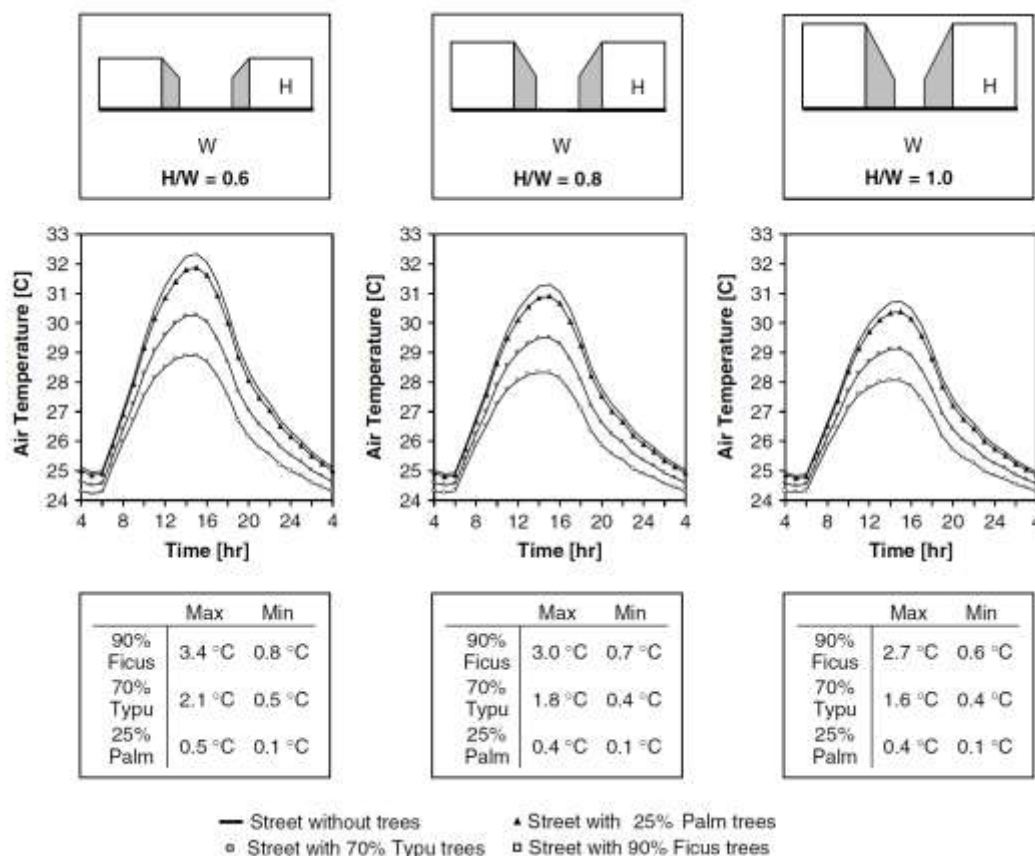 H
W
H/W = 0.6
H
W
H/W = 0.8
H
W
H/W = 1.0
Air Temperature [C]
33
32
31
30
29
28
27
26
25
24
4 8 12 16 20 24 4
Time [hr]
Air Temperature [C]
33
32
31
30
29
28
27
26
25
24
4 8 12 16 20 24 4
Time [hr]
Air Temperature [C]
33
32
31
30
29
28
27
26
25
24
4 8 12 16 20 24 4
Time [hr]
Max Min
90%
Ficus 3.4 °C 0.8 °C
70%
Typu 2.1 °C 0.5 °C
25%
Palm 0.5 °C 0.1 °C
Max Min
90%
Ficus 3.0 °C 0.7 °C
70%
Typu 1.8 °C 0.4 °C
25%
Palm 0.4 °C 0.1 °C
Max Min
90%
Ficus 2.7 °C 0.6 °C
70%
Typu 1.6 °C 0.4 °C
25%
Palm 0.4 °C 0.1 °C
Street without trees
Street with 25% Palm trees
Street with 70% Typu trees
Street with 90% Ficus trees